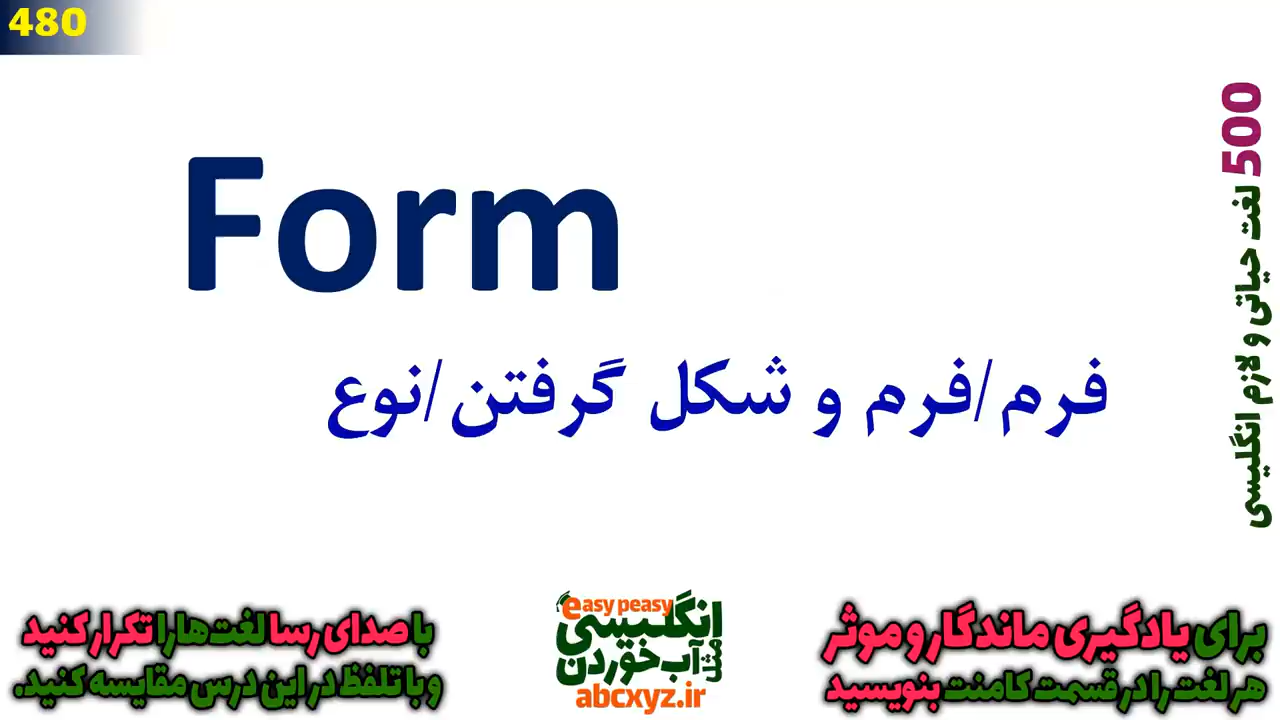 480
Form
فرم/فرم و شکل گرفتن/نوع
500 لغت حیاتی و لازم انگلیسی
برای یادگیری ماندگار و موثر
هر لغت را در قسمت کامنت بنویسید
easy peasy
انگلیسی
مثل آب خوردن
abcxyz.ir
با صدای رسا لغت‌ها را تکرار کنید
و با تلفظ در این درس مقایسه کنید.